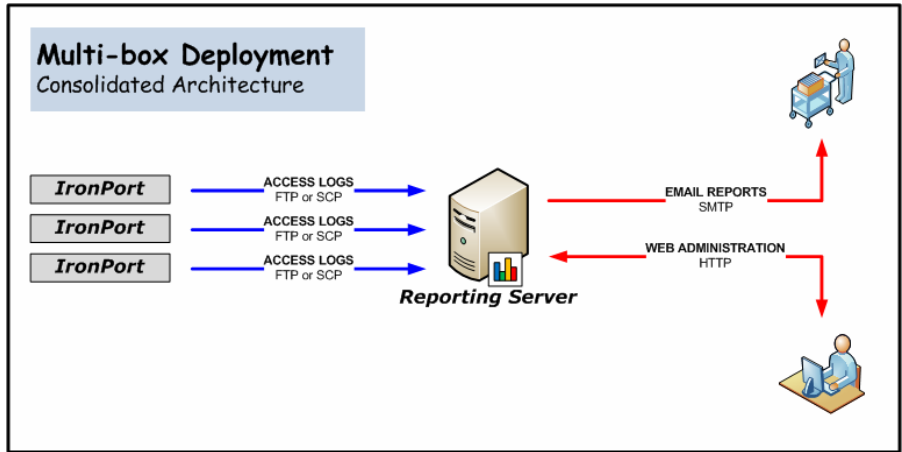 Multi-box Deployment
Consolidated Architecture
IronPort
ACCESS LOGS
FTP or SCP
IronPort
ACCESS LOGS
FTP or SCP
IronPort
ACCESS LOGS
FTP or SCP
Reporting Server
EMAIL REPORTS
SMTP
WEB ADMINISTRATION
HTTP